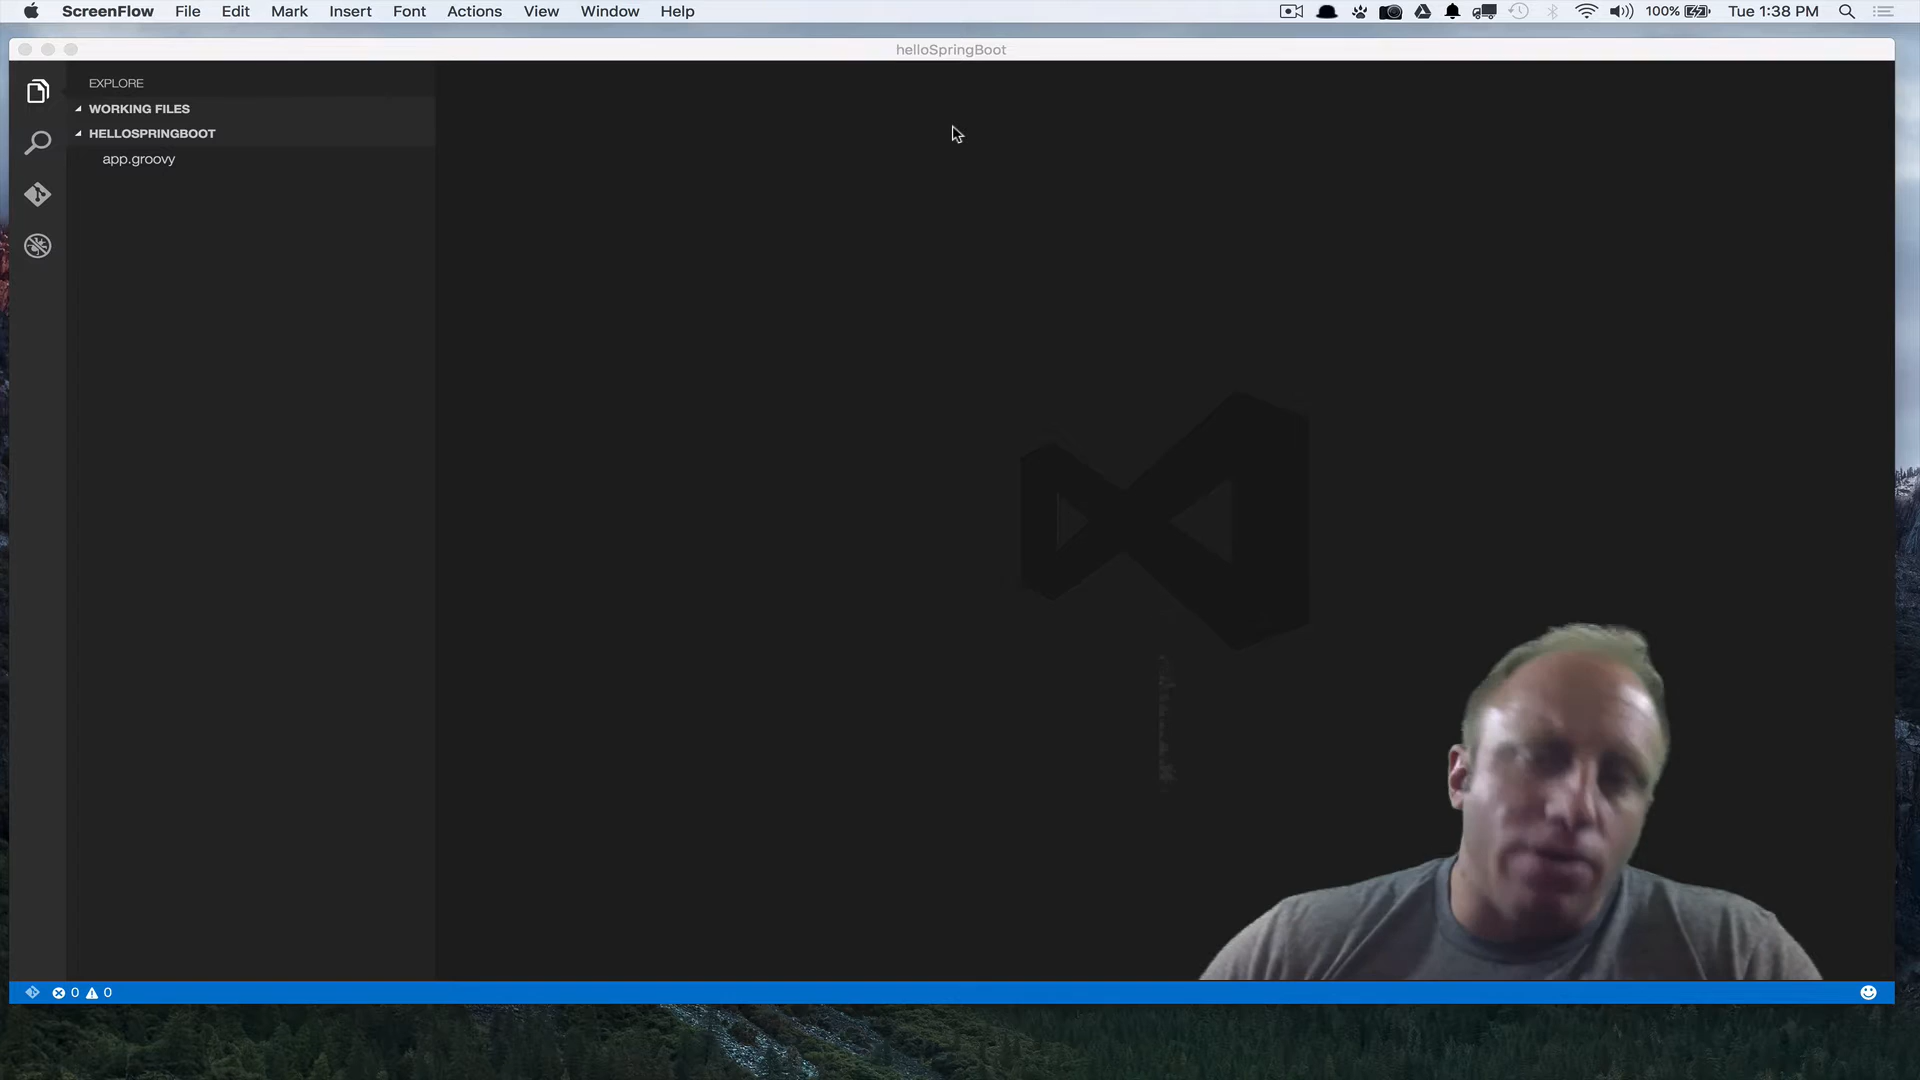 ScreenFlow File Edit Mark Insert Font Actions View Window Help 100% Tue 1:38 PM
helloSpringBoot
EXPLORE
WORKING FILES
HELLOSPRINGBOOT
app.groovy
0 0